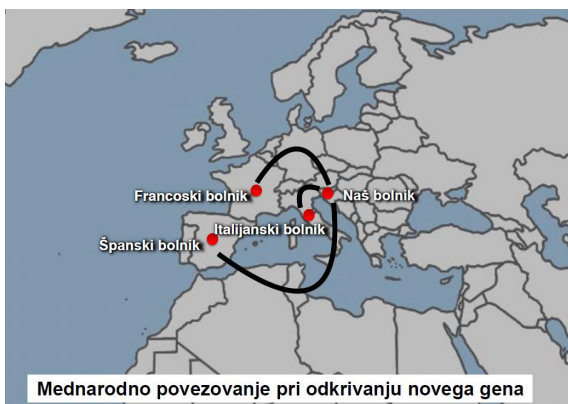 Francoski bolnik
Naš bolnik
Italijanski bolnik
Španski bolnik
Mednarodno povezovanje pri odkrivanju novega gena